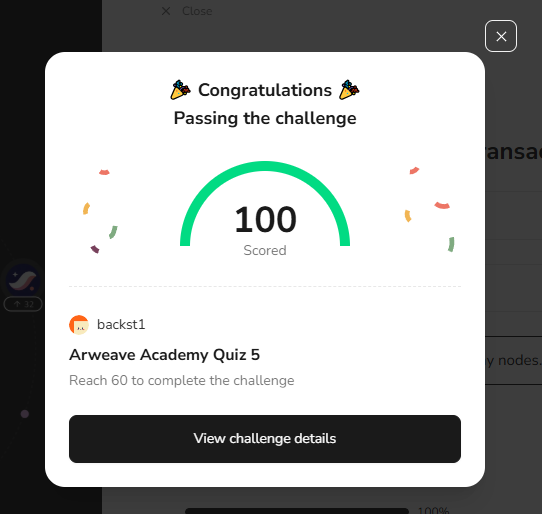 Close
Congratulations
Passing the challenge
100
Scored
backst1
Arweave Academy Quiz 5
Reach 60 to complete the challenge
View challenge details
32
y nodes.
100%